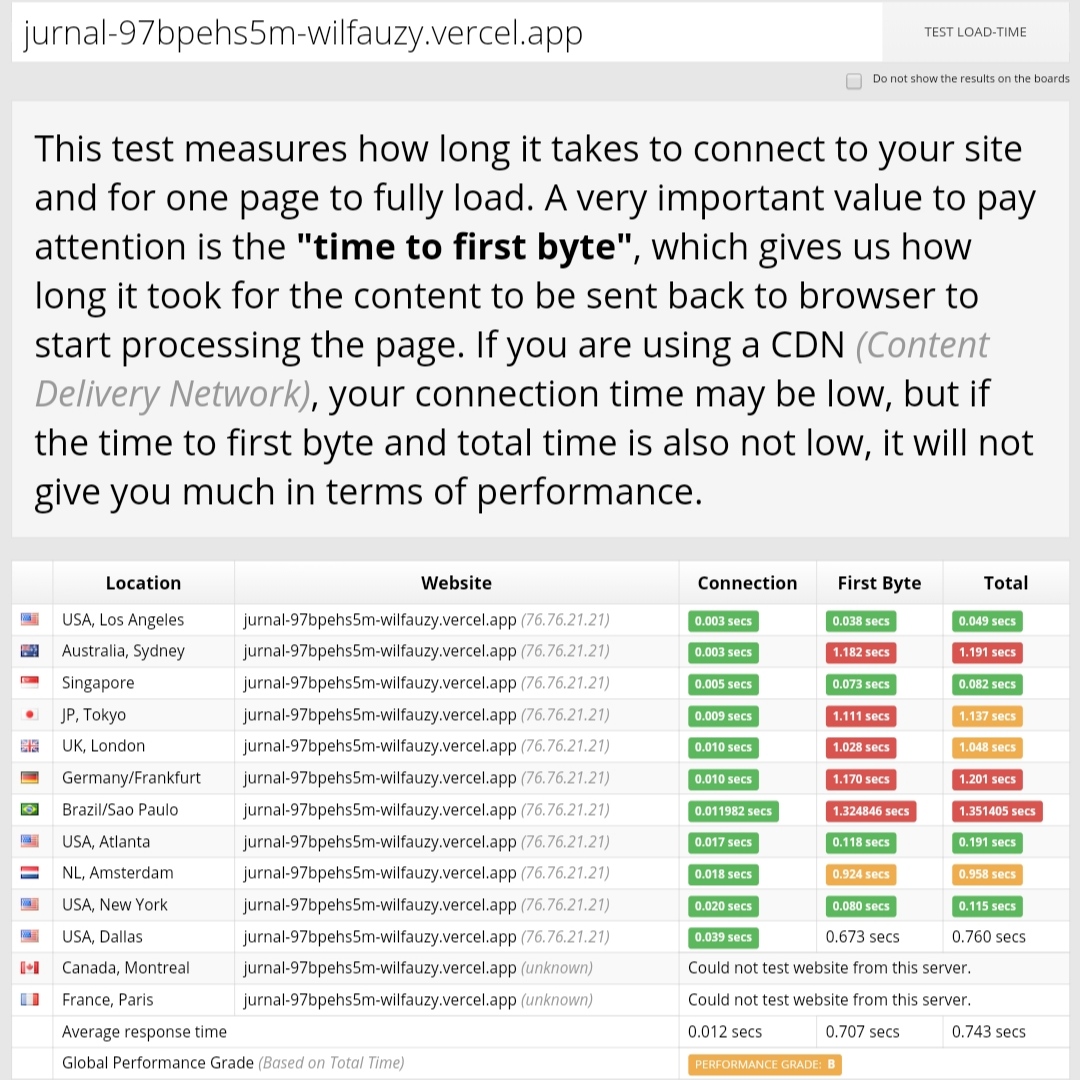 jurnal-97bpehs5m-wilfauzy.vercel.app TEST LOAD-TIME
Do not show the results on the boards
This test measures how long it takes to connect to your site
and for one page to fully load. A very important value to pay
attention is the "time to first byte", which gives us how
long it took for the content to be sent back to browser to
start processing the page. If you are using a CDN (Content
Delivery Network), your connection time may be low, but if
the time to first byte and total time is also not low, it will not
give you much in terms of performance.
Location Website Connection First Byte Total
USA, Los Angeles jurnal-97bpehs5m-wilfauzy.vercel.app (76.76.21.21) 0.003 secs 0.038 secs 0.049 secs
Australia, Sydney jurnal-97bpehs5m-wilfauzy.vercel.app (76.76.21.21) 0.003 secs 1.182 secs 1.191 secs
Singapore jurnal-97bpehs5m-wilfauzy.vercel.app (76.76.21.21) 0.005 secs 0.073 secs 0.082 secs
JP, Tokyo jurnal-97bpehs5m-wilfauzy.vercel.app (76.76.21.21) 0.009 secs 1.111 secs 1.137 secs
UK, London jurnal-97bpehs5m-wilfauzy.vercel.app (76.76.21.21) 0.010 secs 1.028 secs 1.048 secs
Germany/Frankfurt jurnal-97bpehs5m-wilfauzy.vercel.app (76.76.21.21) 0.010 secs 1.170 secs 1.201 secs
Brazil/Sao Paulo jurnal-97bpehs5m-wilfauzy.vercel.app (76.76.21.21) 0.011982 secs 1.324846 secs 1.351405 secs
USA, Atlanta jurnal-97bpehs5m-wilfauzy.vercel.app (76.76.21.21) 0.017 secs 0.118 secs 0.191 secs
NL, Amsterdam jurnal-97bpehs5m-wilfauzy.vercel.app (76.76.21.21) 0.018 secs 0.924 secs 0.958 secs
USA, New York jurnal-97bpehs5m-wilfauzy.vercel.app (76.76.21.21) 0.020 secs 0.080 secs 0.115 secs
USA, Dallas jurnal-97bpehs5m-wilfauzy.vercel.app (76.76.21.21) 0.039 secs 0.673 secs 0.760 secs
Canada, Montreal jurnal-97bpehs5m-wilfauzy.vercel.app (unknown) Could not test website from this server.
France, Paris jurnal-97bpehs5m-wilfauzy.vercel.app (unknown) Could not test website from this server.
Average response time 0.012 secs 0.707 secs 0.743 secs
Global Performance Grade (Based on Total Time) PERFORMANCE GRADE: B